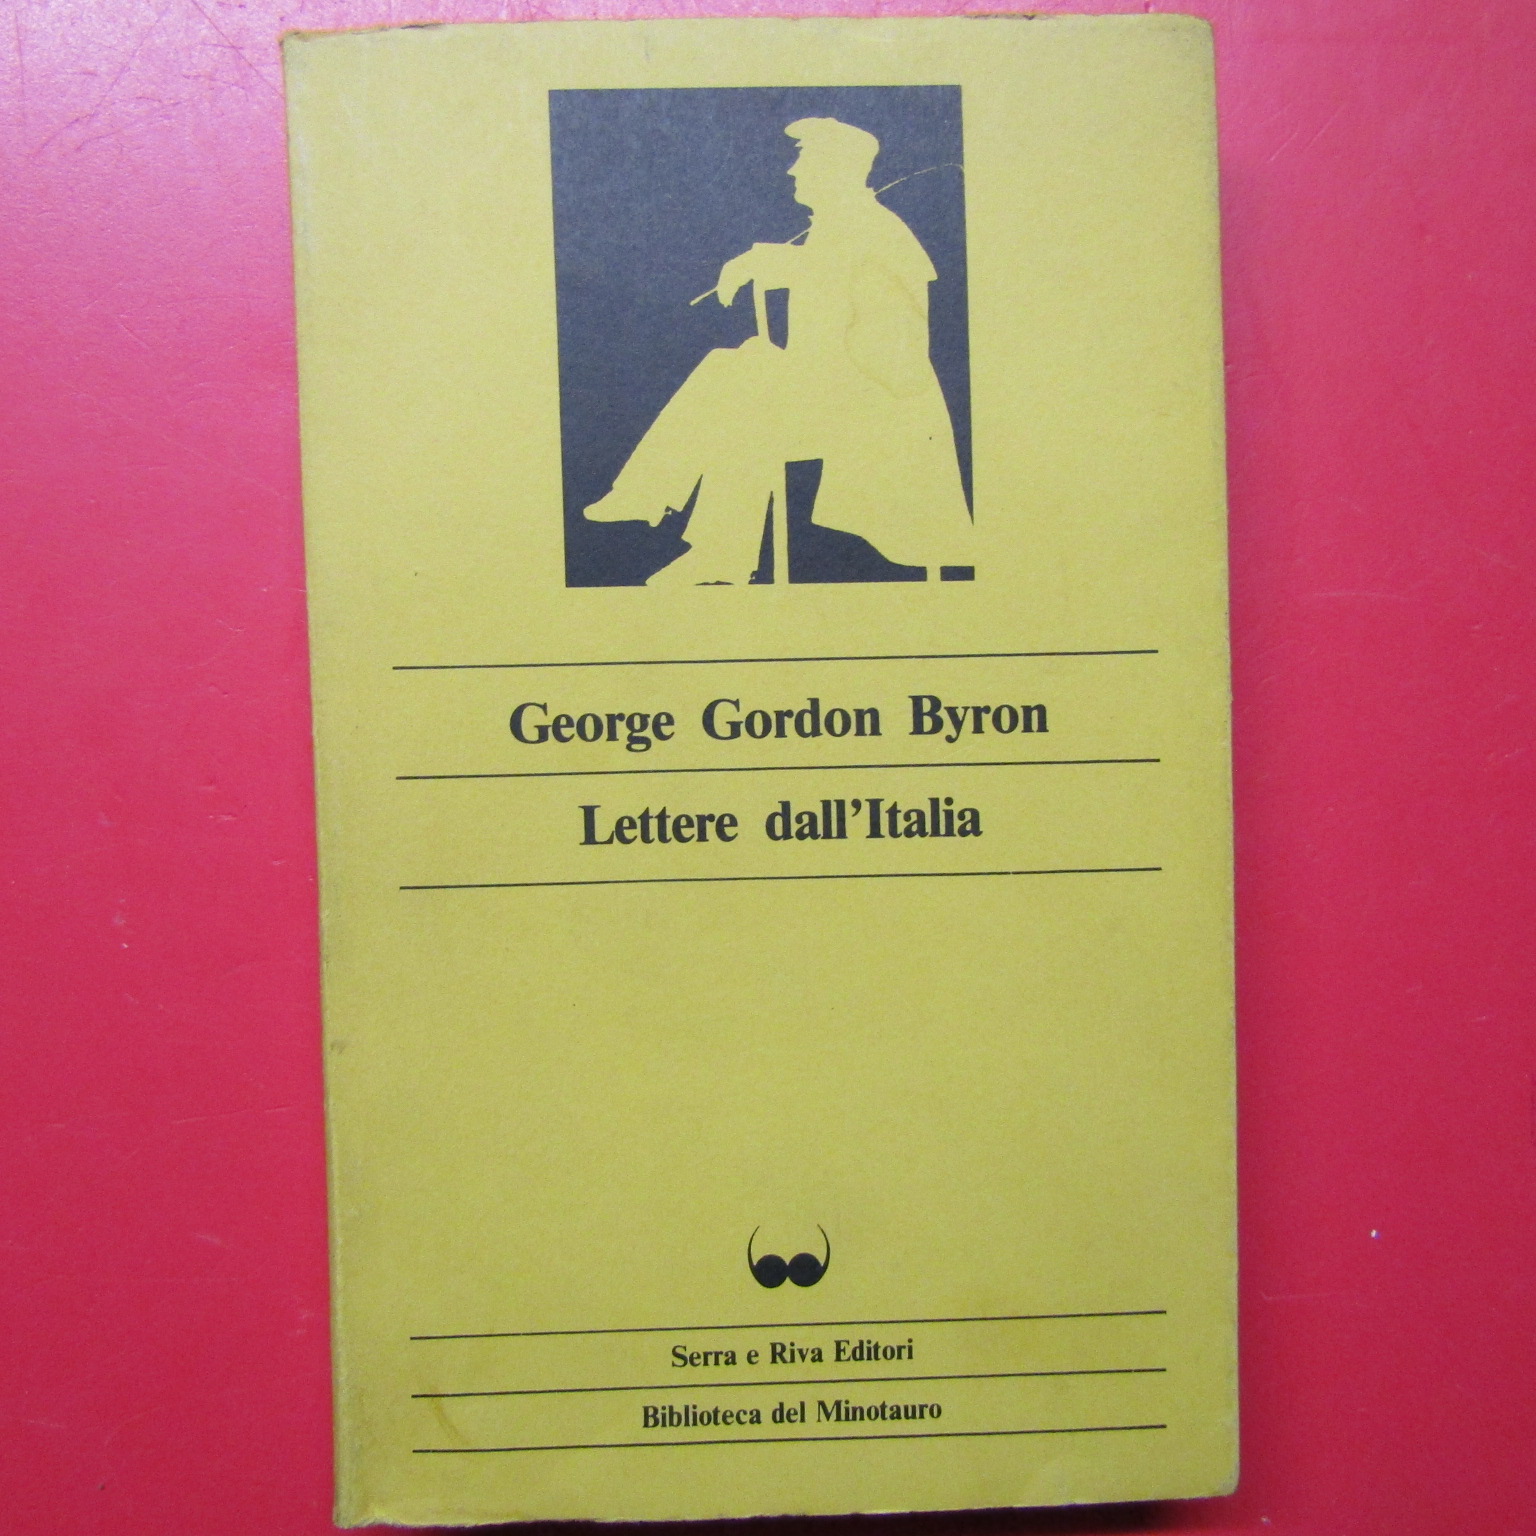 George Gordon Byron
Lettere dall'Italia
Serra e Riva Editori
Biblioteca del Minotauro